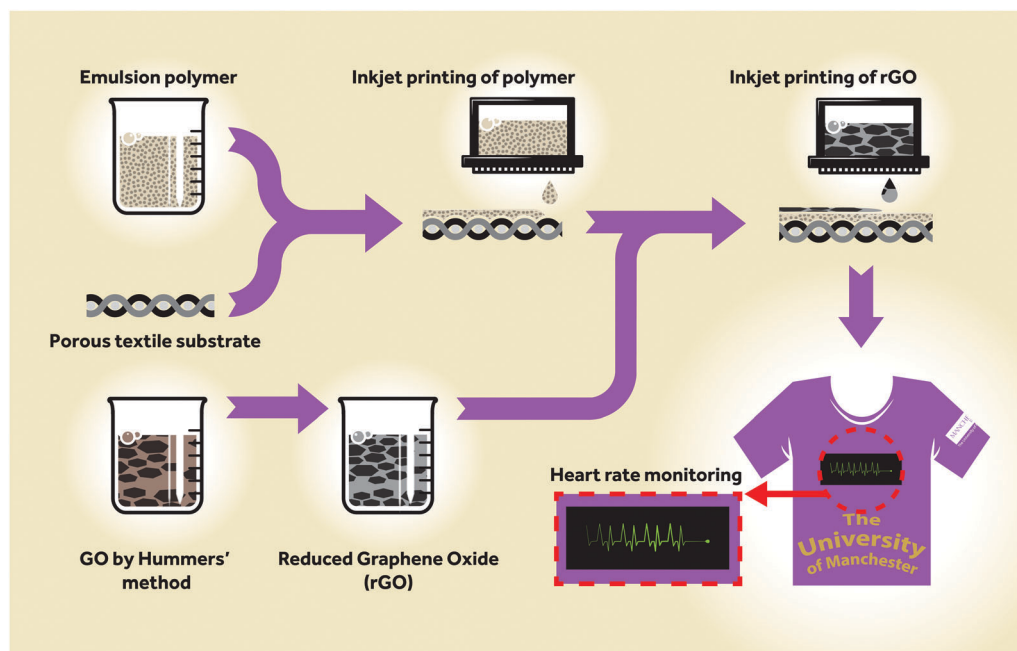 Emulsion polymer
Inkjet printing of polymer
Inkjet printing of rGO
Porous textile substrate
GO by Hummers'
method
Reduced Graphene Oxide
(rGO)
Heart rate monitoring
The
University
of Manchester